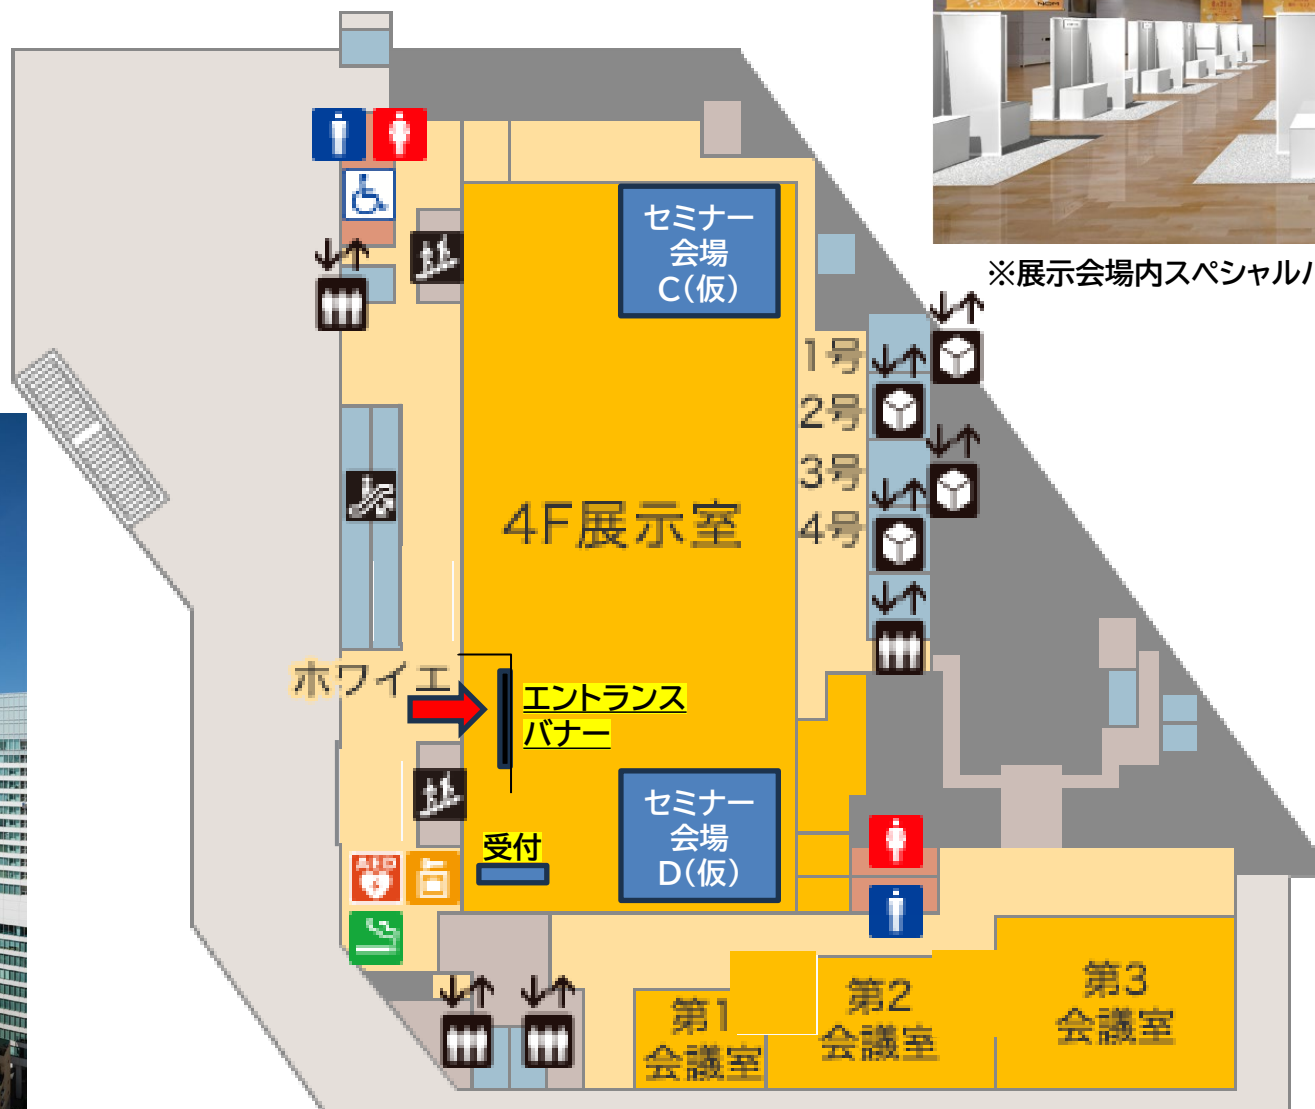 セミナー
会場
C(仮)
※展示会場内スペシャル
1号
2号
3号
4号
4F展示室
ホワイエ
エントランス
バナー
セミナー
会場
D(仮)
受付
AED
第1
会議室
第2
会議室
第3
会議室